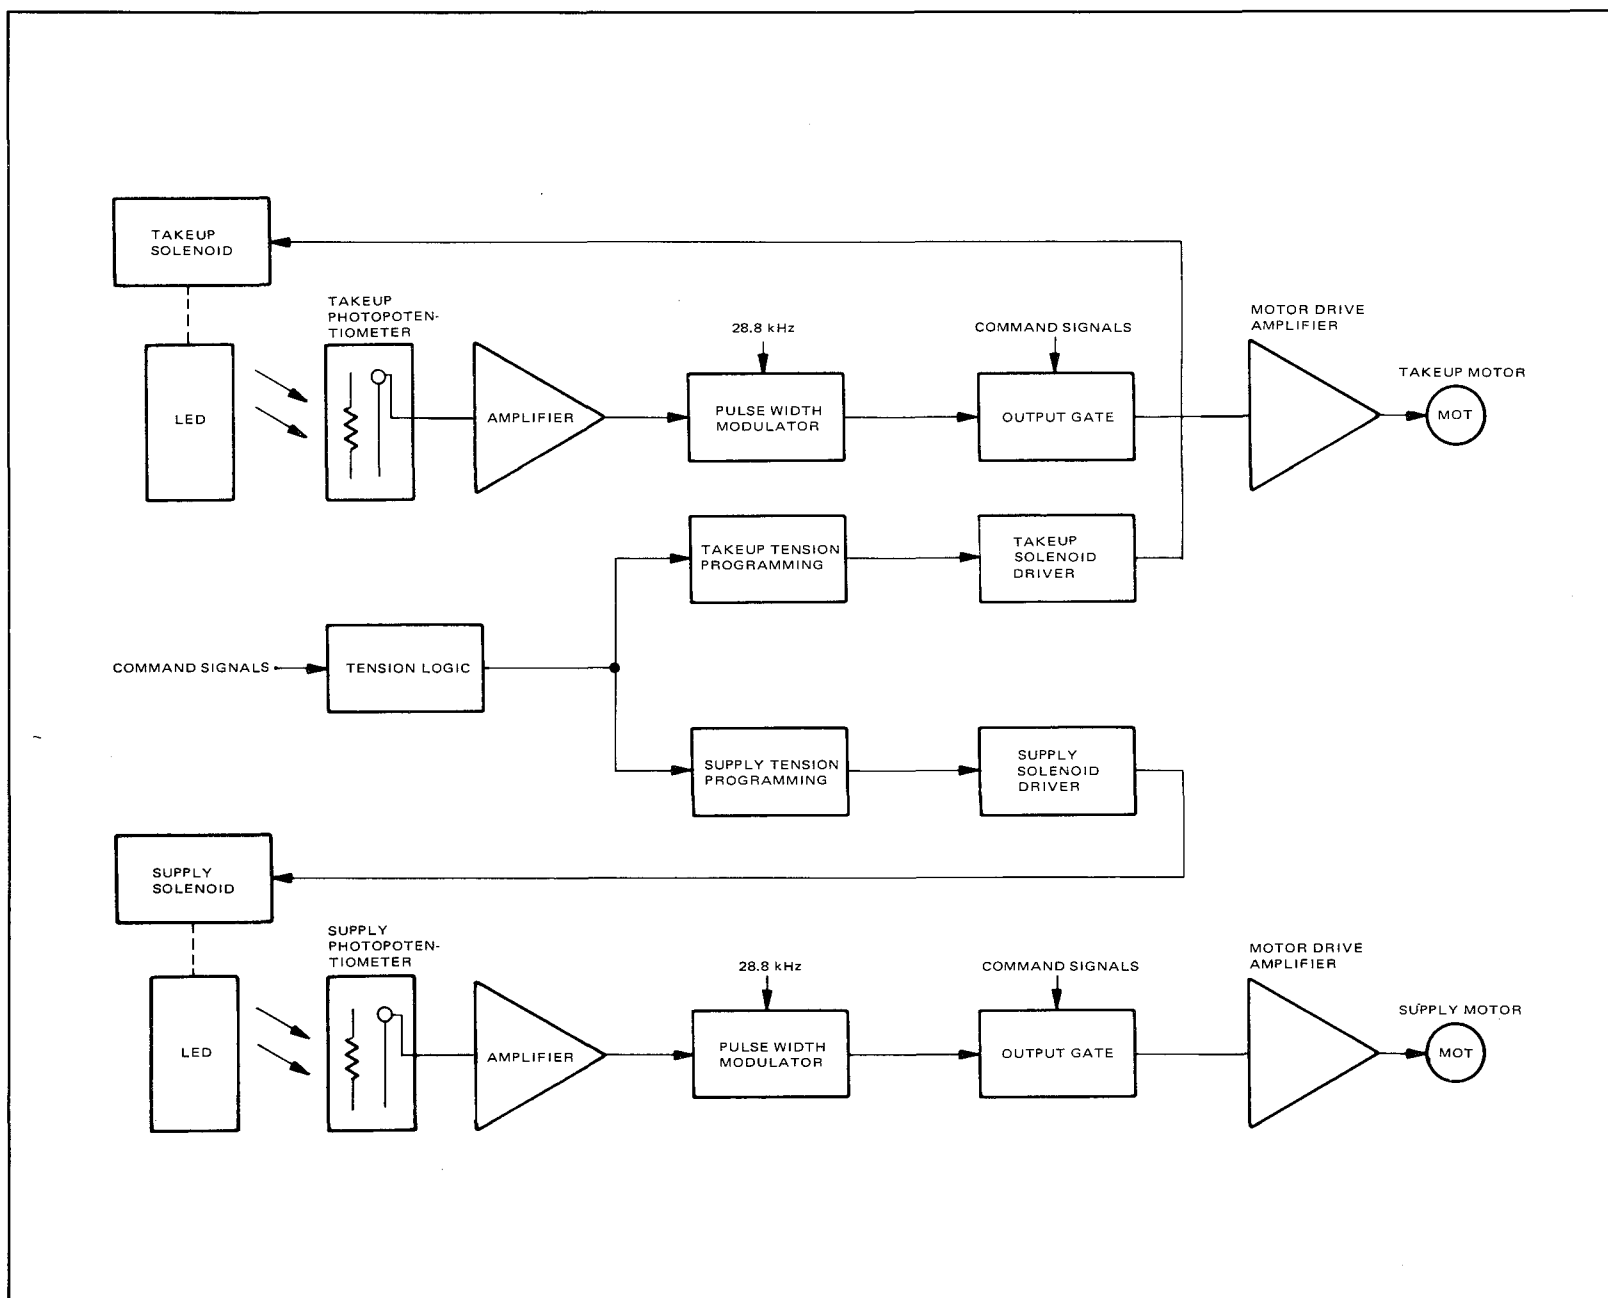 TAKEUP
SOLENOID
TAKEUP
PHOTOPOTEN-
TIOMETER
LED
AMPLIFIER
28.8 kHz
PULSE WIDTH
MODULATOR
COMMAND SIGNALS
OUTPUT GATE
MOTOR DRIVE
AMPLIFIER
TAKEUP MOTOR
MOT
TAKEUP TENSION
PROGRAMMING
TAKEUP
SOLENOID
DRIVER
COMMAND SIGNALS
TENSION LOGIC
SUPPLY TENSION
PROGRAMMING
SUPPLY
SOLENOID
DRIVER
SUPPLY
SOLENOID
SUPPLY
PHOTOPOTEN-
TIOMETER
LED
AMPLIFIER
28.8 kHz
PULSE WIDTH
MODULATOR
COMMAND SIGNALS
OUTPUT GATE
MOTOR DRIVE
AMPLIFIER
SUPPLY MOTOR
MOT